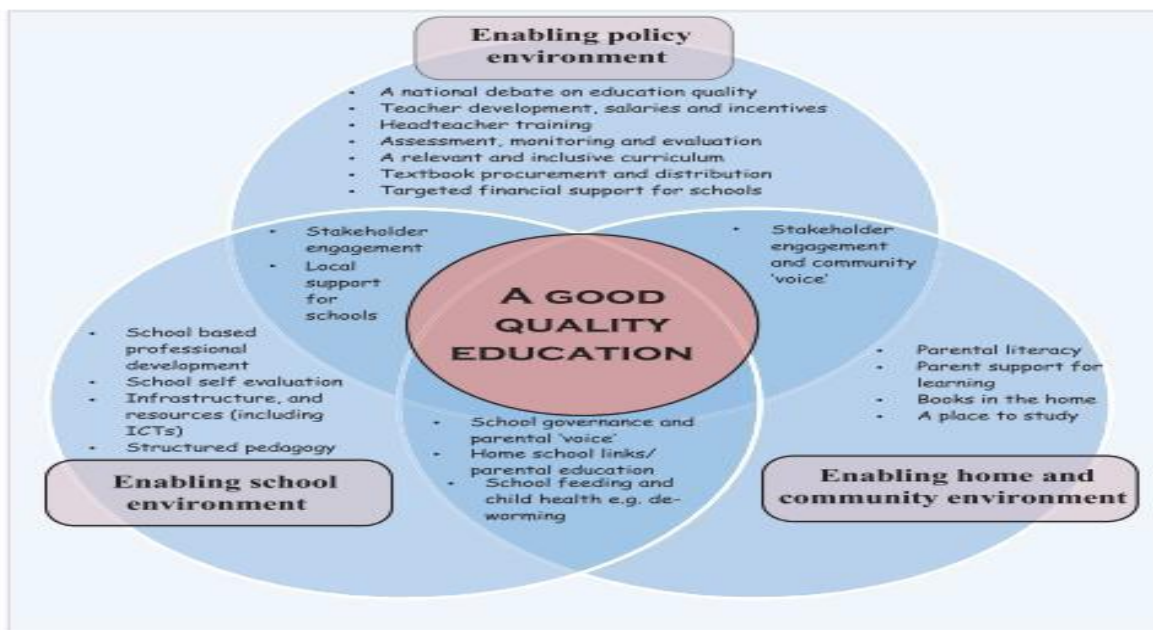 Enabling policy
environment
• A national debate on education quality
• Teacher development, salaries and incentives
• Headteacher training
• Assessment, monitoring and evaluation
• A relevant and inclusive curriculum
• Textbook procurement and distribution
• Targeted financial support for schools
• Stakeholder
engagement
• Local
support
for
schools
• Stakeholder
engagement
and community
'voice'
A GOOD
QUALITY
EDUCATION
• School based
professional
development
• School self evaluation
• Infrastructure, and
resources (including
ICTs)
• Structured pedagogy
• Parental literacy
• Parent support for
learning
• Books in the home
• A place to study
• School governance and
parental 'voice'
• Home school links/
parental education
• School feeding and
child health e.g. de-
worming
Enabling school
environment
Enabling home and
community environment